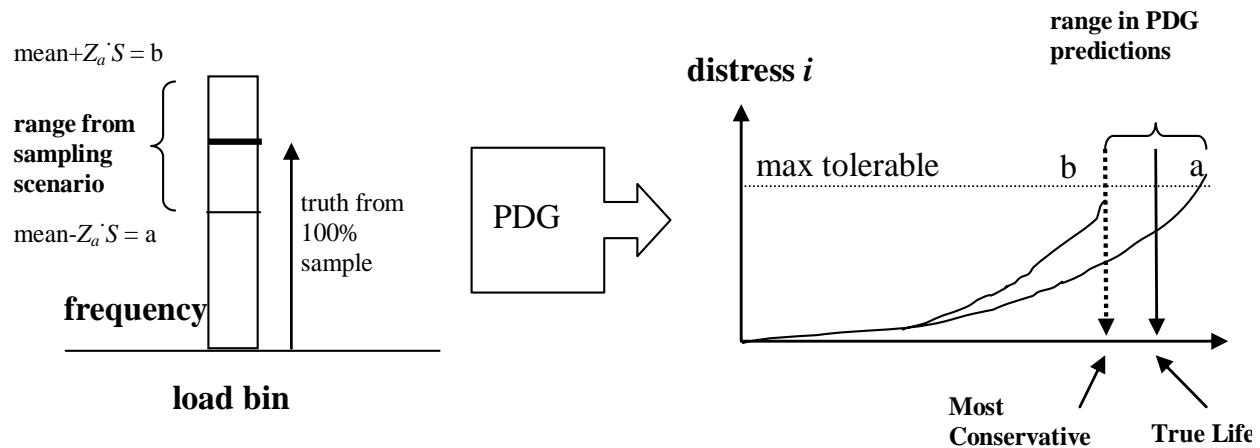 mean+Zₐ·S = b
range from
sampling
scenario
mean-Zₐ·S = a
truth from
100%
sample
frequency
load bin
PDG
range in PDG
predictions
distress i
max tolerable
b
a
Most
Conservative
True Life